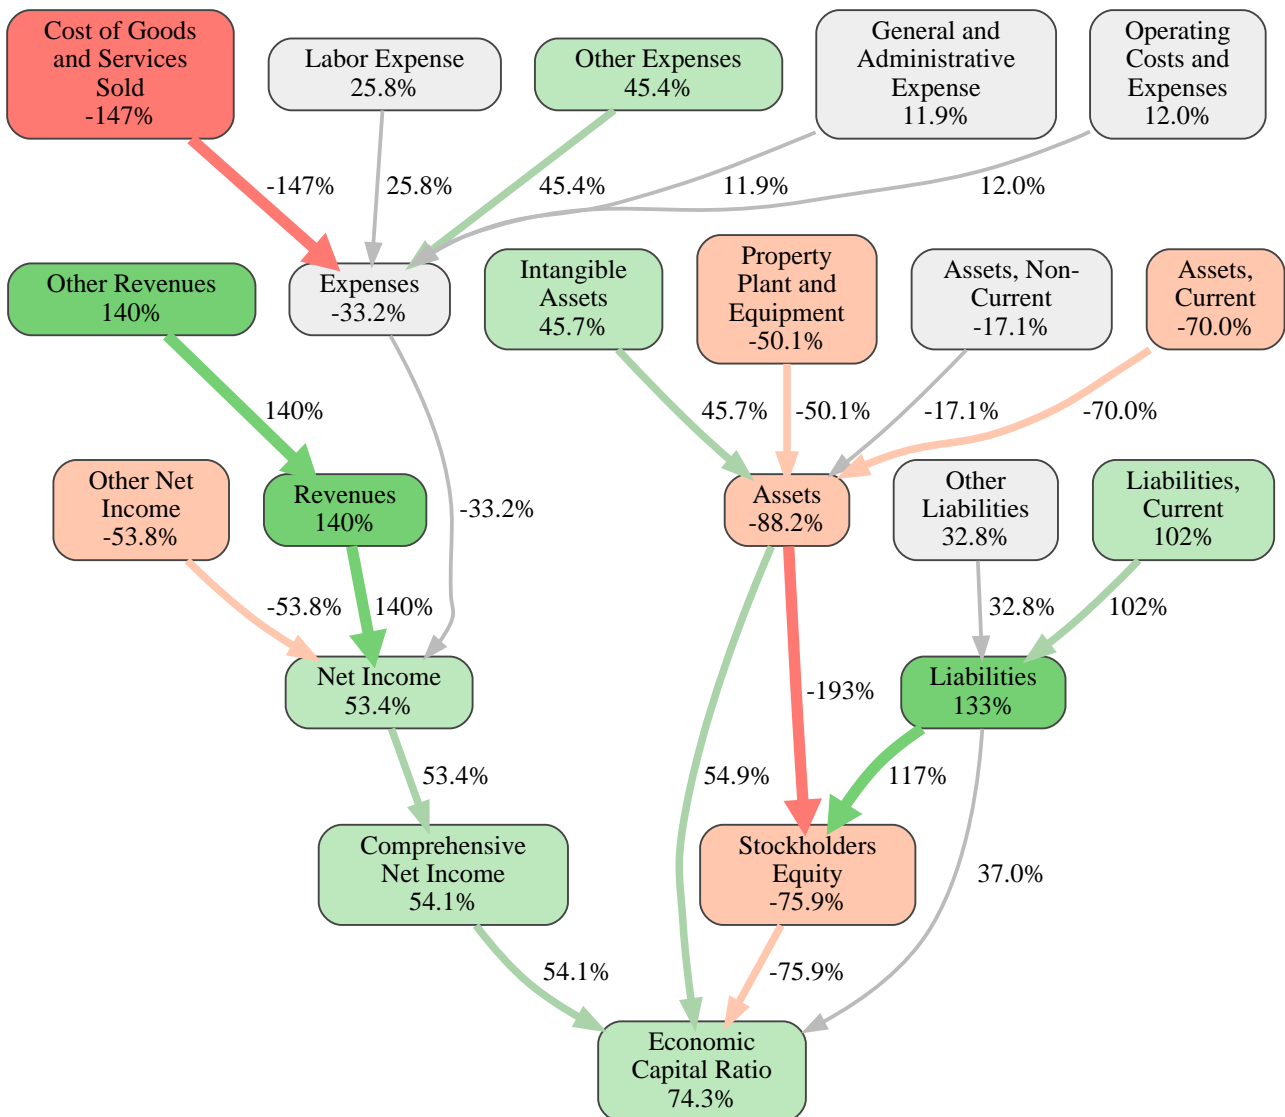 Cost of Goods
and Services
Sold
-147%
Labor Expense
25.8%
Other Expenses
45.4%
General and
Administrative
Expense
11.9%
Operating
Costs and
Expenses
12.0%
-147%
25.8%
45.4%
11.9%
12.0%
Other Revenues
140%
Expenses
-33.2%
Intangible
Assets
45.7%
Property
Plant and
Equipment
-50.1%
Assets, Non-
Current
-17.1%
Assets,
Current
-70.0%
140%
45.7%
-50.1%
-17.1%
-70.0%
Other Net
Income
-53.8%
Revenues
140%
-33.2%
Assets
-88.2%
Other
Liabilities
32.8%
Liabilities,
Current
102%
-53.8%
140%
32.8%
102%
Net Income
53.4%
-193%
Liabilities
133%
53.4%
54.9%
117%
Comprehensive
Net Income
54.1%
Stockholders
Equity
-75.9%
37.0%
54.1%
-75.9%
Economic
Capital Ratio
74.3%